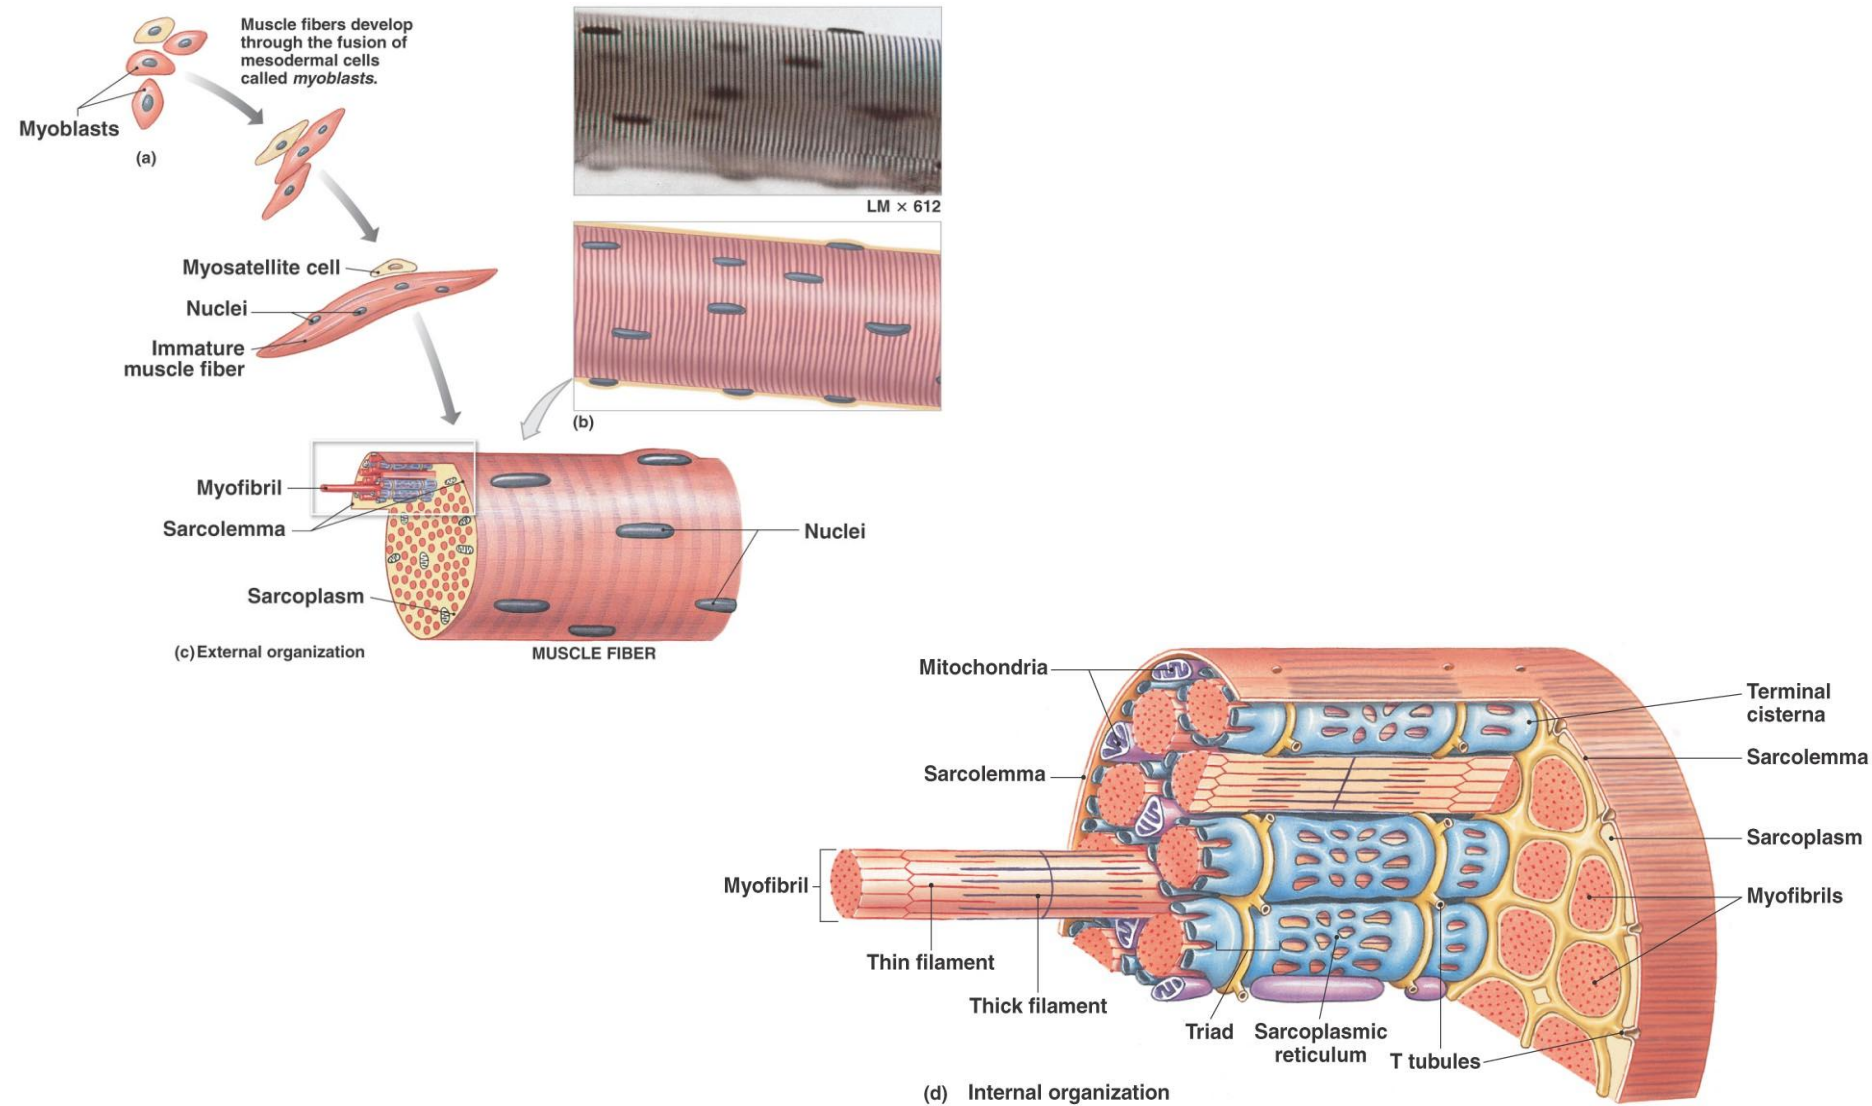 Muscle fibers develop
through the fusion of
mesodermal cells
called myoblasts.
Myoblasts
(a)
LM × 612
Myosatellite cell
Nuclei
Immature
muscle fiber
(b)
Myofibril
Sarcolemma
Nuclei
Sarcoplasm
(c) External organization
MUSCLE FIBER
Mitochondria
Terminal
cisterna
Sarcolemma
Sarcolemma
Sarcoplasm
Myofibril
Myofibrils
Thin filament
Thick filament
Triad
Sarcoplasmic
reticulum
T tubules
(d) Internal organization